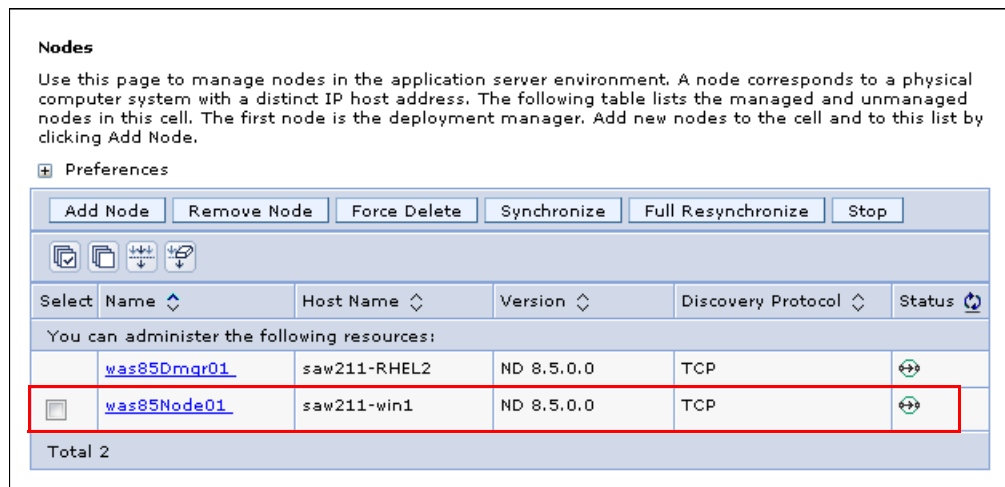 Nodes
Use this page to manage nodes in the application server environment. A node corresponds to a physical
computer system with a distinct IP host address. The following table lists the managed and unmanaged
nodes in this cell. The first node is the deployment manager. Add new nodes to the cell and to this list by
clicking Add Node.
Preferences
Add Node Remove Node Force Delete Synchronize Full Resynchronize Stop
Select Name Host Name Version Discovery Protocol Status
You can administer the following resources:
was85Dmgr01 saw211-RHEL2 ND 8.5.0.0 TCP
was85Node01 saw211-win1 ND 8.5.0.0 TCP
Total 2